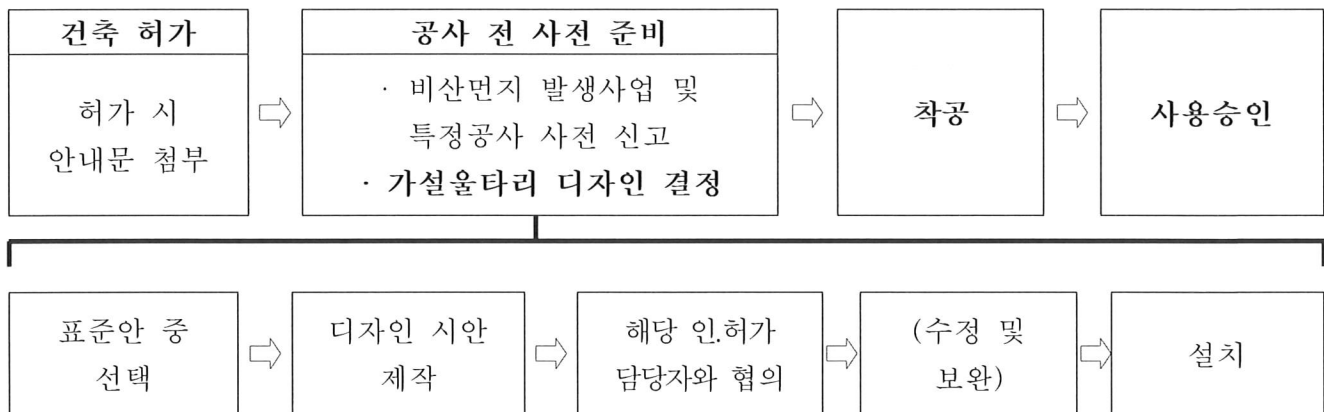 건축 허가
허가 시
안내문 첨부
공사 전 사전 준비
· 비산먼지 발생사업 및
특정공사 사전 신고
· 가설울타리 디자인 결정
착공
사용승인
표준안 중
선택
디자인 시안
제작
해당 인.허가
담당자와 협의
(수정 및
보완)
설치